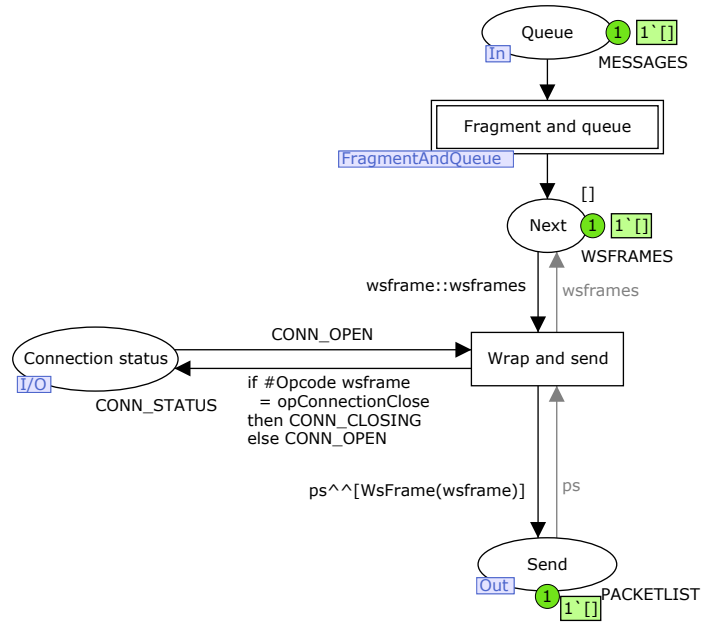 Queue
1
1`[]
In
MESSAGES
Fragment and queue
FragmentAndQueue
[]
Next
1
1`[]
WSFRAMES
wsframe::wsframes
wsframes
CONN_OPEN
Connection status
Wrap and send
I/O
CONN_STATUS
if #Opcode wsframe
= opConnectionClose
then CONN_CLOSING
else CONN_OPEN
ps^^[WsFrame(wsframe)]
ps
Send
Out
1
1`[]
PACKETLIST